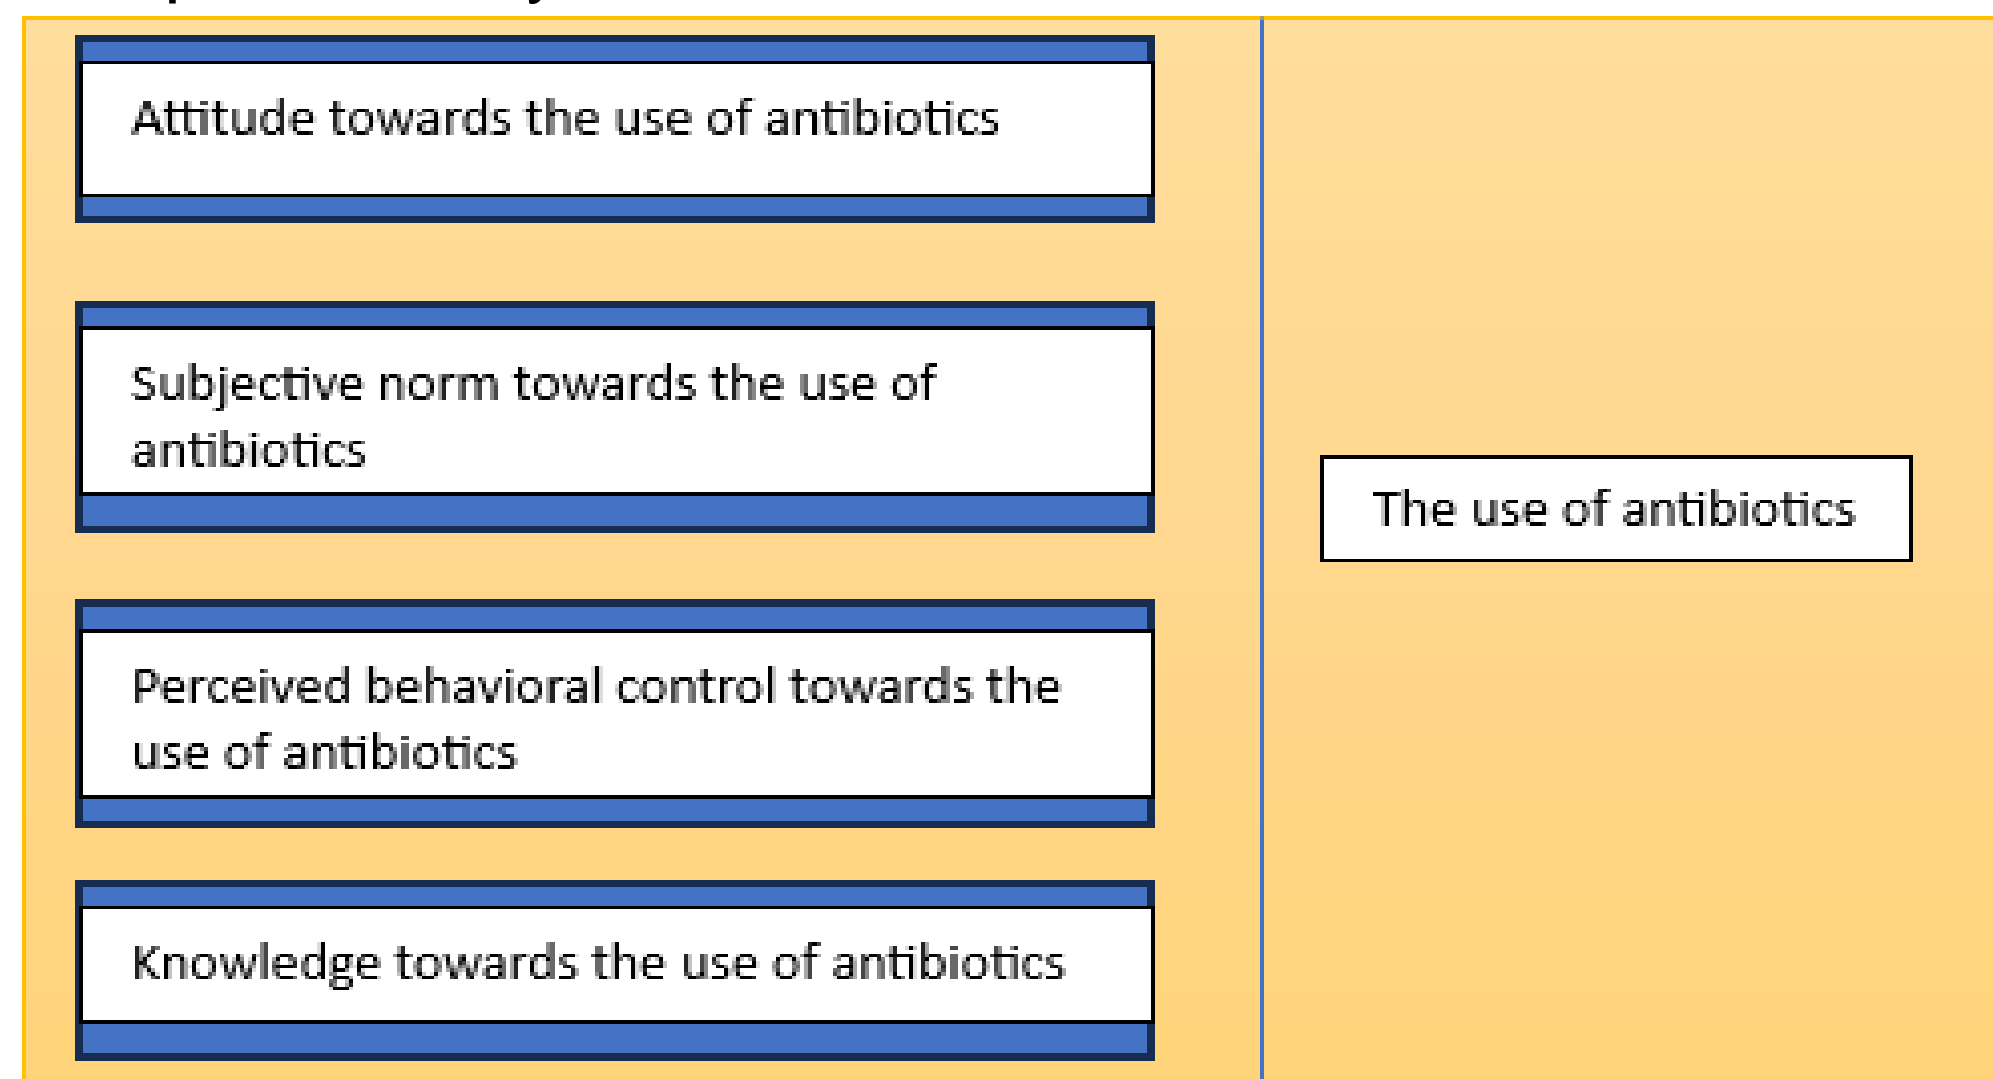 Attitude towards the use of antibiotics
Subjective norm towards the use of
antibiotics
Perceived behavioral control towards the
use of antibiotics
Knowledge towards the use of antibiotics
The use of antibiotics